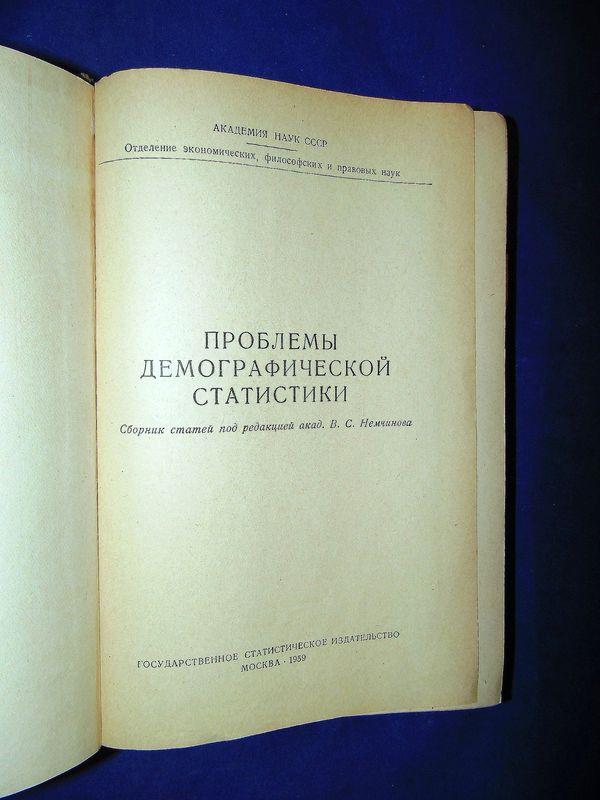 АКАДЕМИЯ НАУК СССР
Отделение экономических, философских и правовых наук
ПРОБЛЕМЫ
ДЕМОГРАФИЧЕСКОЙ
СТАТИСТИКИ
Сборник статей под редакцией акад. В. С. Немчинова
ГОСУДАРСТВЕННОЕ СТАТИСТИЧЕСКОЕ ИЗДАТЕЛЬСТВО
МОСКВА · 1959